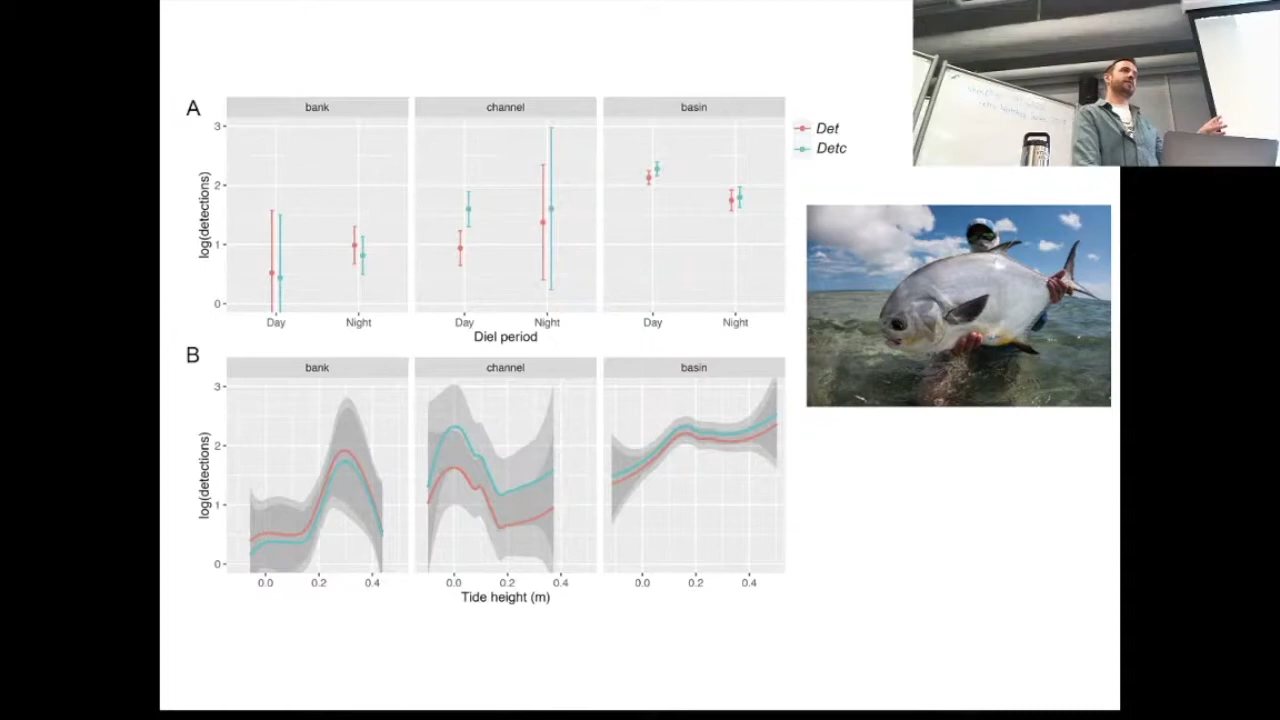 A
bank channel basin
Det
Detc
3
2
1
0
log(detections)
Day Night Day Night Day Night
Diel period
B
bank channel basin
3
2
1
0
log(detections)
0.0 0.2 0.4 0.0 0.2 0.4 0.0 0.2 0.4
Tide height (m)